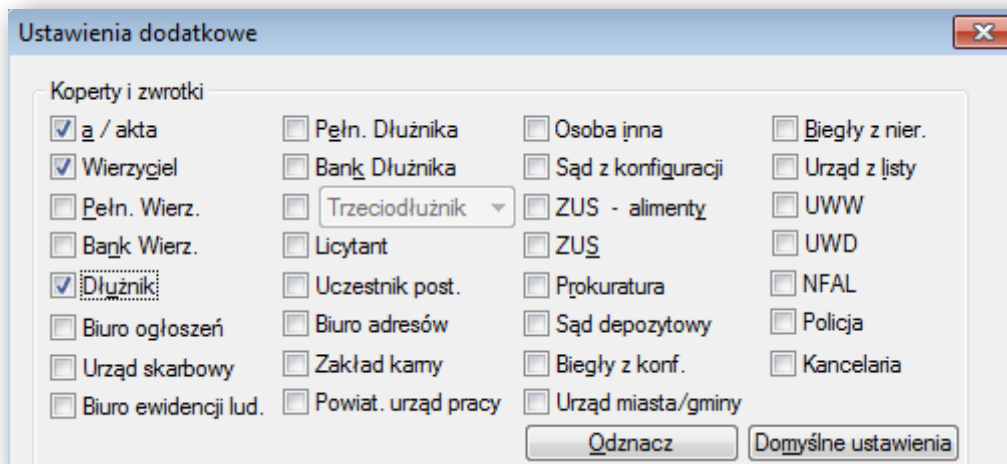 Ustawienia dodatkowe
Koperty i zwrotki
a / akta
Wierzyciel
Pełn. Wierz.
Bank Wierz.
Dłużnik
Biuro ogłoszeń
Urząd skarbowy
Biuro ewidencji lud.
Pełn. Dłużnika
Bank Dłużnika
Trzeciodłużnik
Licytant
Uczestnik post.
Biuro adresów
Zakład karny
Powiat. urząd pracy
Osoba inna
Sąd z konfiguracji
ZUS - alimenty
ZUS
Prokuratura
Sąd depozytowy
Biegły z konf.
Urząd miasta/gminy
Biegły z nier.
Urząd z listy
UWW
UWD
NFAL
Policja
Kancelaria
Odznacz
Domyślne ustawienia